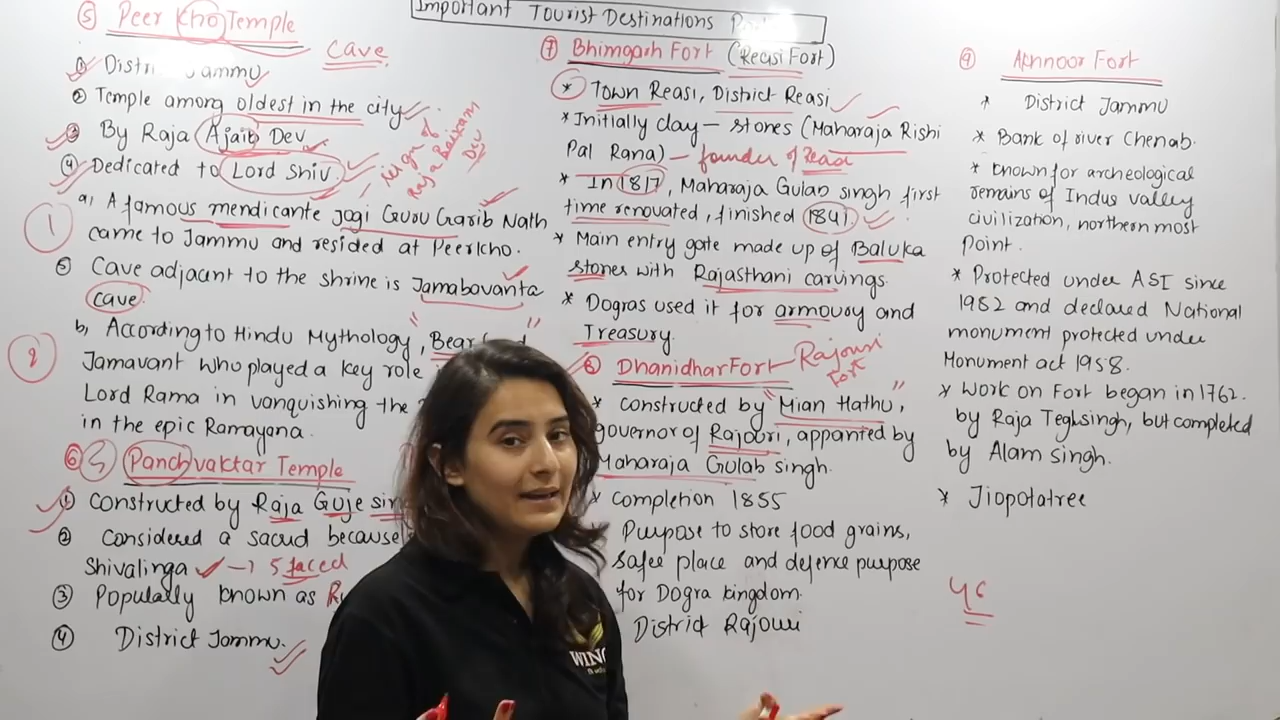 Important Tourist Destinations
⑤ Peer Kho Temple
cave
① Distri Jammu
② Temple among oldest in the city
③ By Raja Ajaib Dev
④ Dedicated to Lord Shiv
reign of Raja Bairam Dev
a, A famous mendicante jogi Guru Garib Nath
① came to Jammu and resided at Peerkho.
⑤ Cave adjacent to the shrine is Jamabovanta
cave.
b, According to Hindu Mythology, "Bear
Jamavant who played a key role
Lord Rama in vanquishing the
in the epic Ramayana.
⑥ 5 Panchvaktar Temple
① Constructed by Raja Guje
② Considered a sacud because
Shivalinga → 5 faced
③ Popularly known as
④ District Jammu.
⑦ Bhimgarh Fort (Reasi Fort)
* Town Reasi, District Reasi
* Initially clay - stones (Maharaja Rishi
Pal Rana) - founder of
* In 1817, Maharaja Gulab singh first
time renovated, finished 1841.
* Main entry gate made up of Baluka
stones with Rajasthani carvings.
* Dogras used it for armoury and
Treasury.
⑧ Dhanidhar Fort - Rajouri Fort
* constructed by "Mian Hathu,"
governor of Rajouri, appanted by
Maharaja Gulab singh.
* completion 1855
Purpose to store food grains,
safee place and defence purpose
for Dogra kingdom.
District Rajouri
⑨ Akhnoor Fort
* District Jammu
* Bank of river Chenab.
* known for archeological
remains of Indus valley
civilization, northern most
point.
* Protected under ASI since
1982 and declared National
monument protected under
Monument act 1958.
* Work on Fort began in 1762.
by Raja Teghsingh, but completed
by Alam singh.
* Jiopotatree
WING